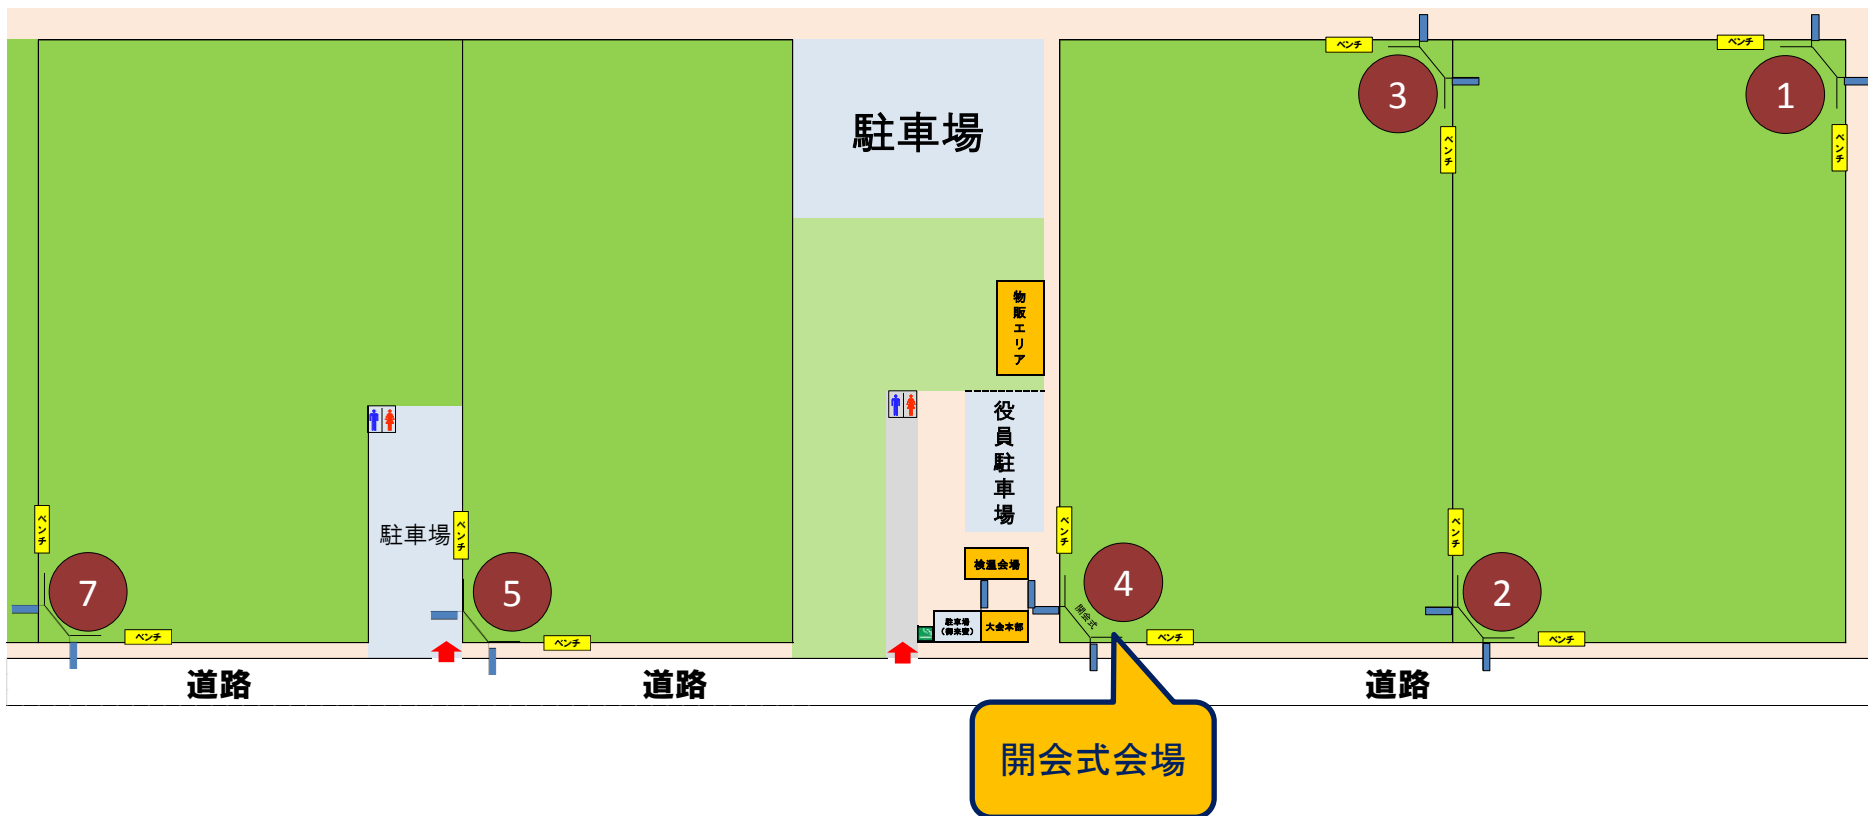 ベンチ
ベンチ
3
1
駐車場
ベンチ
ベンチ
物販エリア
役員駐車場
ベンチ
ベンチ
ベンチ
ベンチ
駐車場
検温会場
7
5
4
2
開会式
駐車場
(御来賓)
大会本部
ベンチ
ベンチ
ベンチ
ベンチ
道路
道路
道路
開会式会場